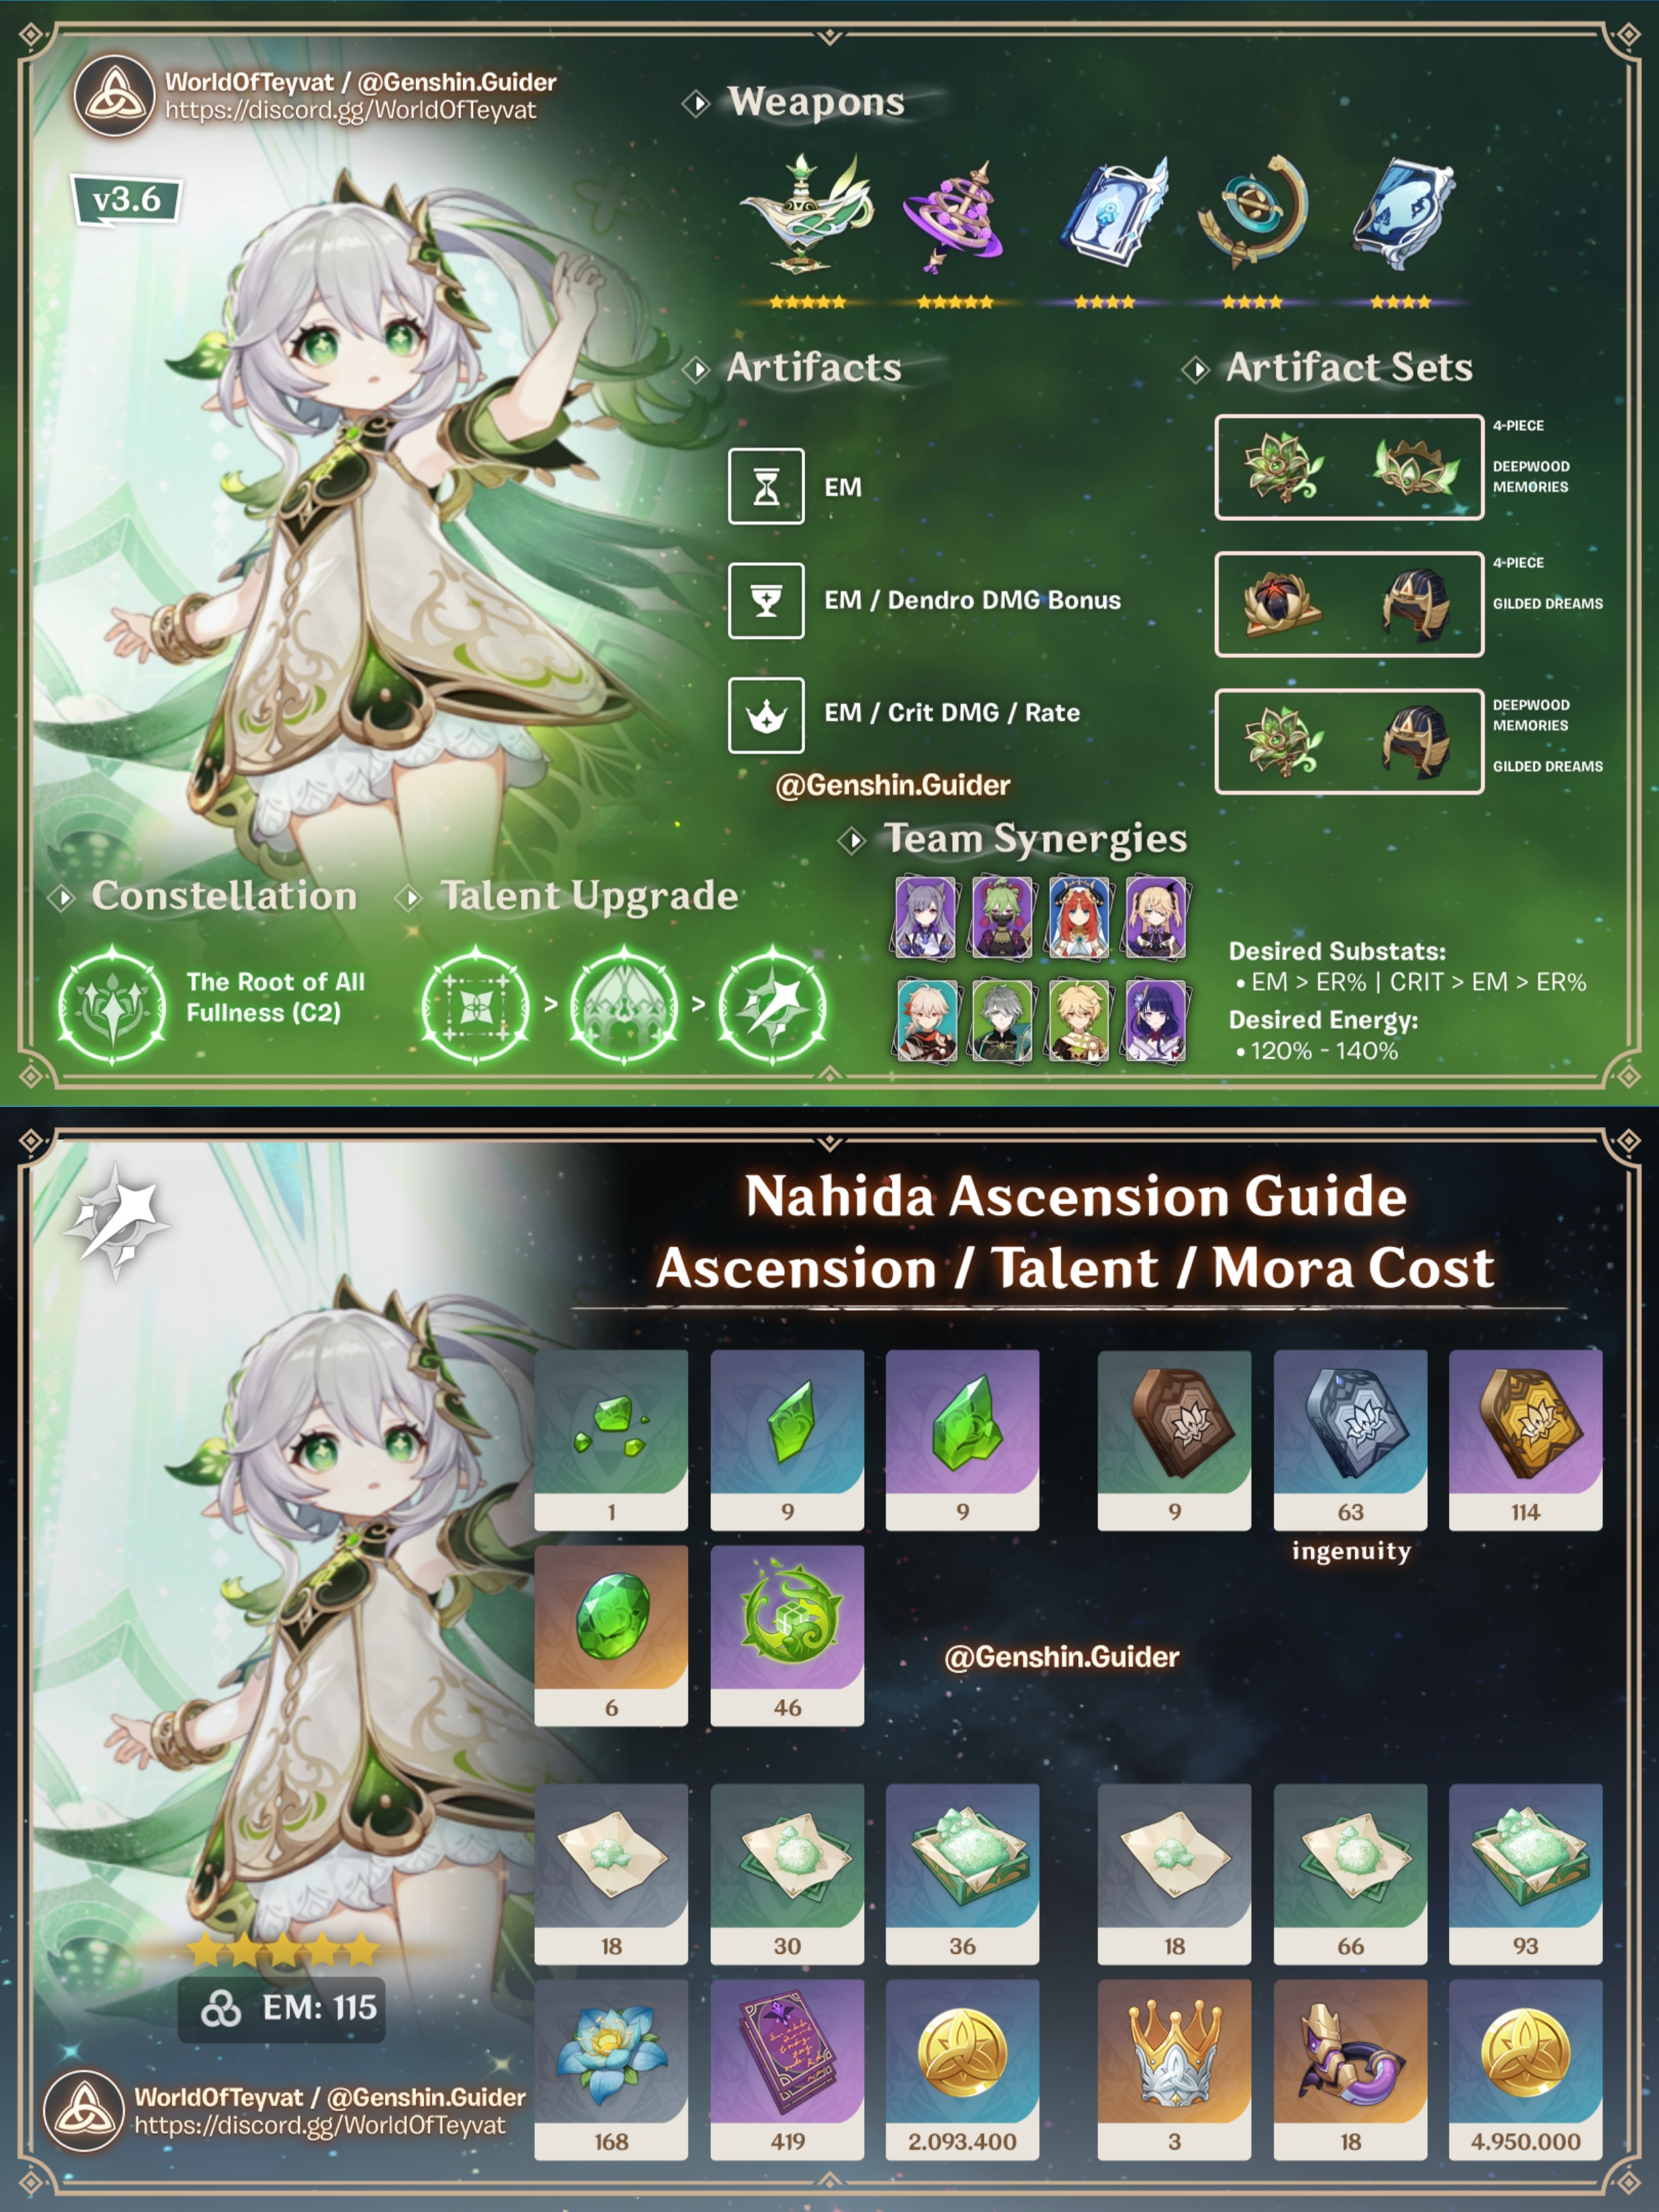 WorldOfTeyvat / @Genshin.Guider
https://discord.gg/WorldOfTeyvat
v3.6
Weapons
Artifacts
EM
EM / Dendro DMG Bonus
EM / Crit DMG / Rate
@Genshin.Guider
Artifact Sets
4-PIECE
DEEPWOOD
MEMORIES
4-PIECE
GILDED DREAMS
DEEPWOOD
MEMORIES
GILDED DREAMS
Constellation
The Root of All
Fullness (C2)
Talent Upgrade
> >
Team Synergies
Desired Substats:
• EM > ER% | CRIT > EM > ER%
Desired Energy:
• 120% - 140%
Nahida Ascension Guide
Ascension / Talent / Mora Cost
1 9 9 9 63 114
ingenuity
6 46
@Genshin.Guider
18 30 36 18 66 93
168 419 2.093.400 3 18 4.950.000
EM: 115
WorldOfTeyvat / @Genshin.Guider
https://discord.gg/WorldOfTeyvat